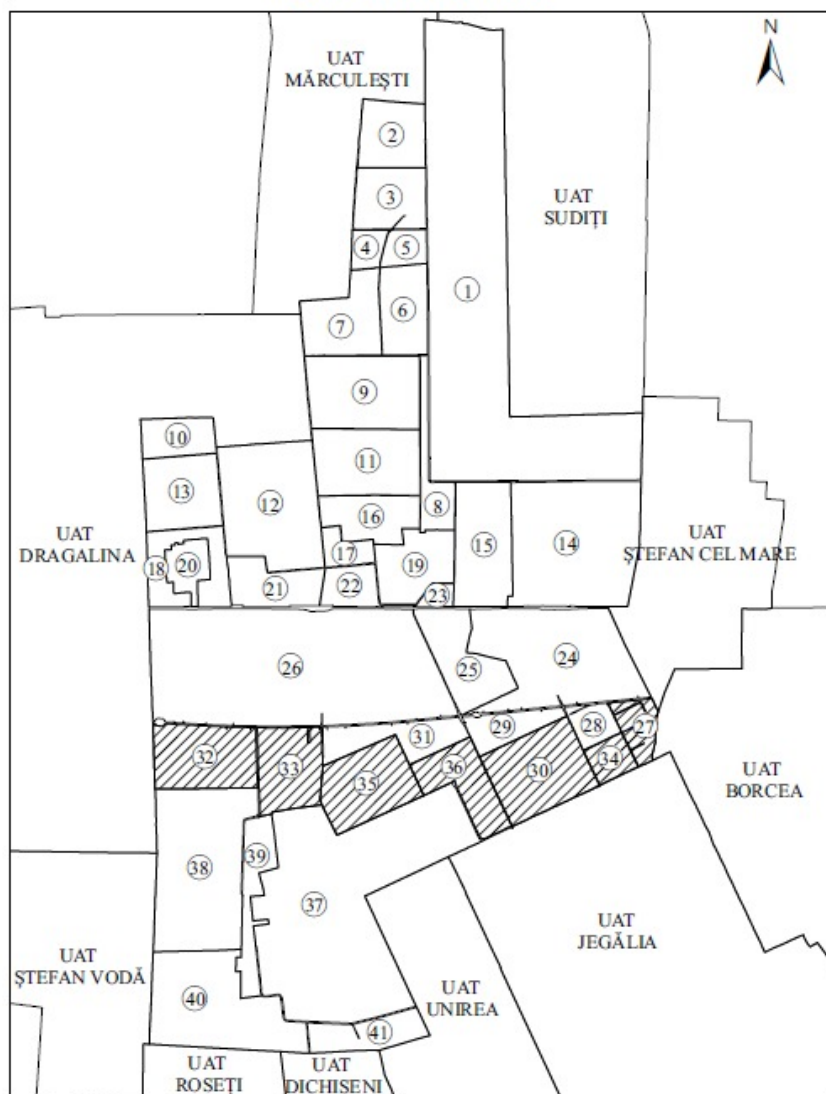 N
UAT
MĂRCULEȘTI
2
UAT
SUDIȚI
3
4
5
1
6
7
9
10
11
13
12
8
16
15
14
UAT
DRAGALINA
UAT
ȘTEFAN CEL MARE
17
18
20
19
21
22
23
26
25
24
31
29
28
27
32
33
35
36
30
34
UAT
BORCEA
38
39
37
UAT
JEGĂLIA
UAT
ȘTEFAN VODĂ
UAT
UNIREA
40
41
UAT
ROSEȚI
UAT
DICHISENI